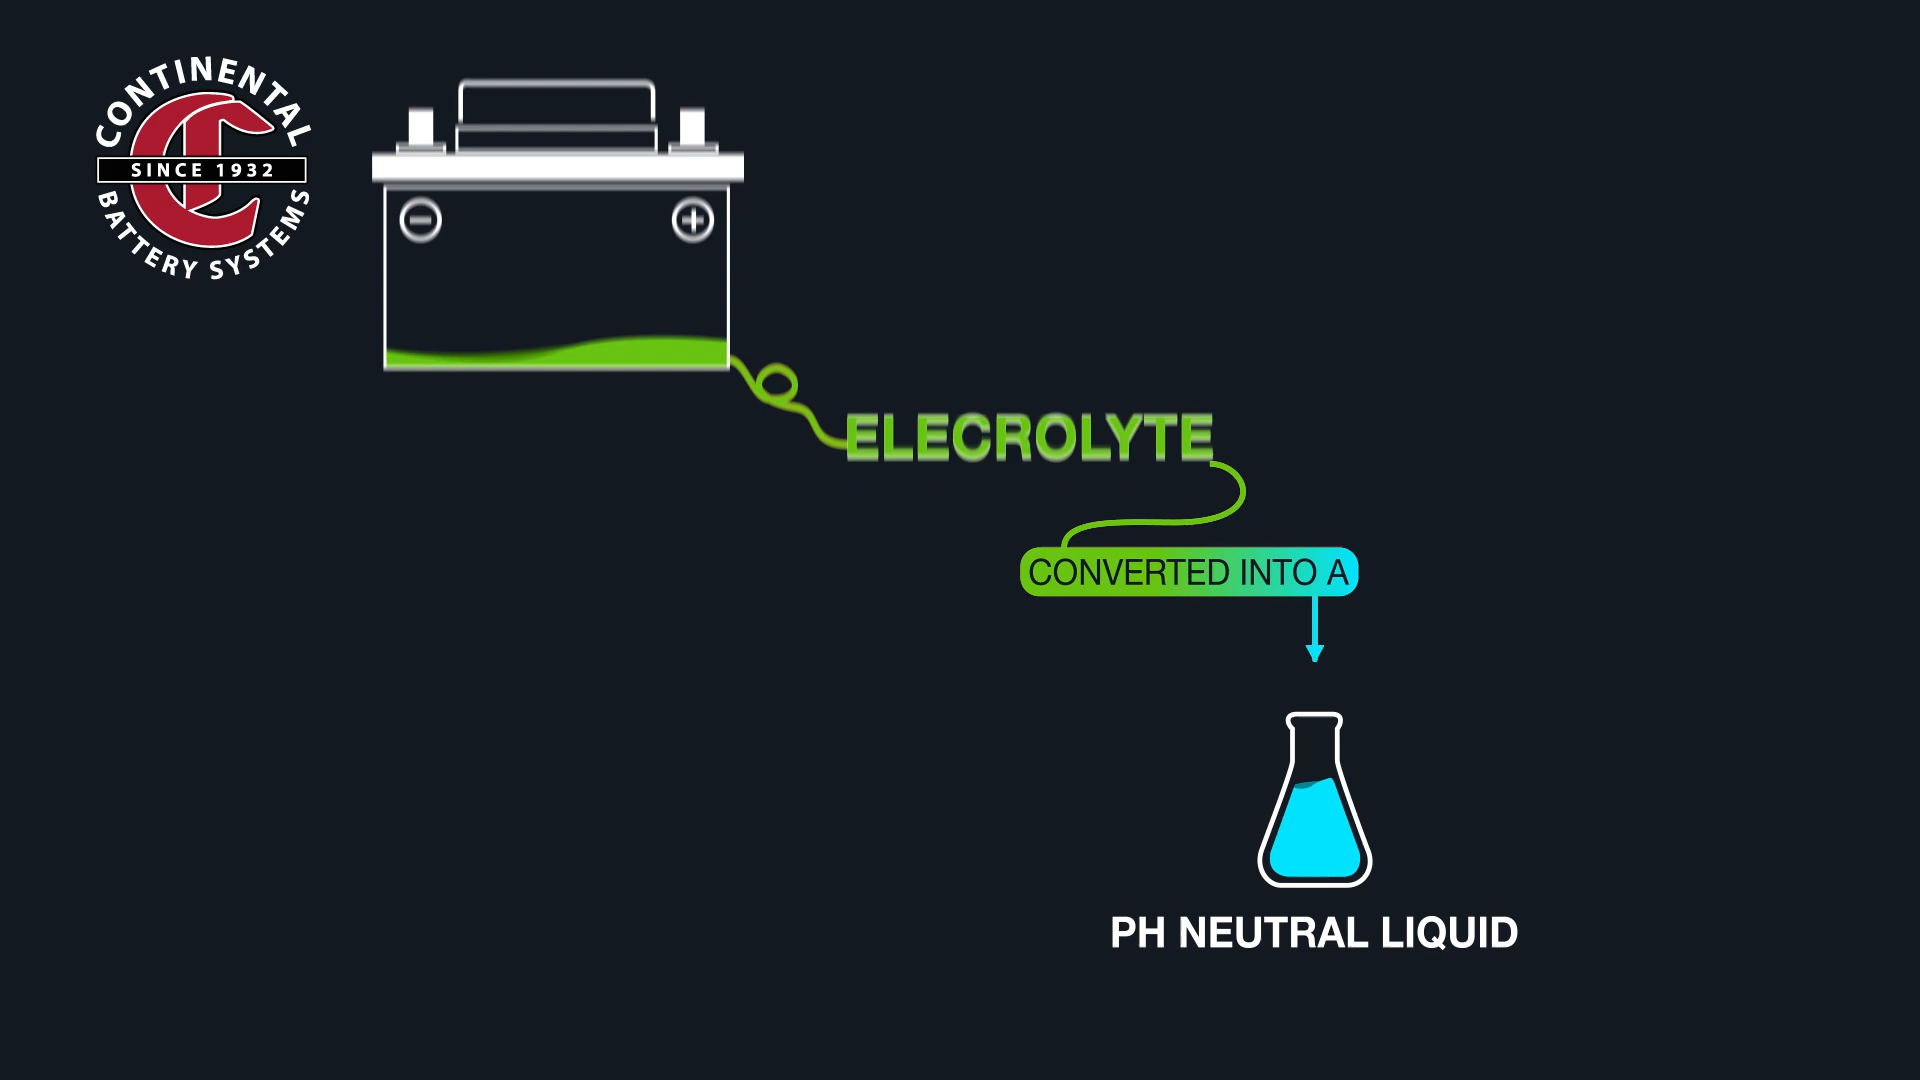 CONTINENTAL
SINCE 1932
BATTERY SYSTEMS
ELECROLYTE
CONVERTED INTO A
PH NEUTRAL LIQUID